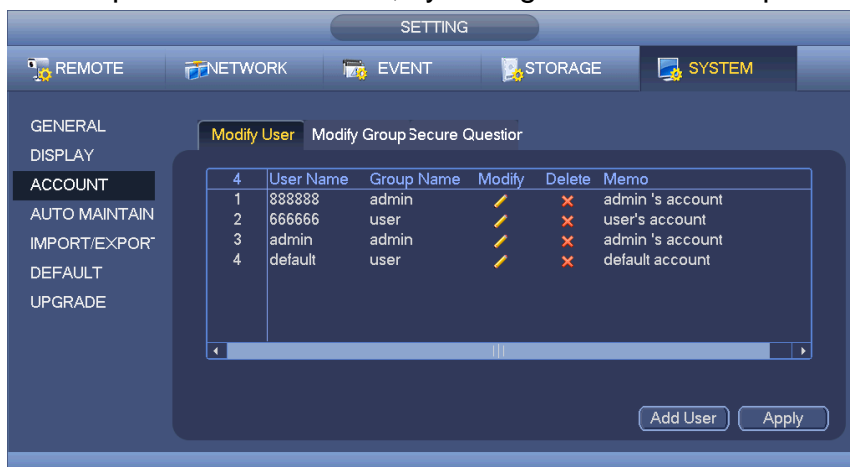 SETTING
REMOTE NETWORK EVENT STORAGE SYSTEM
GENERAL
DISPLAY
ACCOUNT
AUTO MAINTAIN
IMPORT/EXPOR
DEFAULT
UPGRADE
Modify User Modify Group Secure Question
4 User Name Group Name Modify Delete Memo
1 888888 admin admin 's account
2 666666 user user's account
3 admin admin admin 's account
4 default user default account
Add User Apply